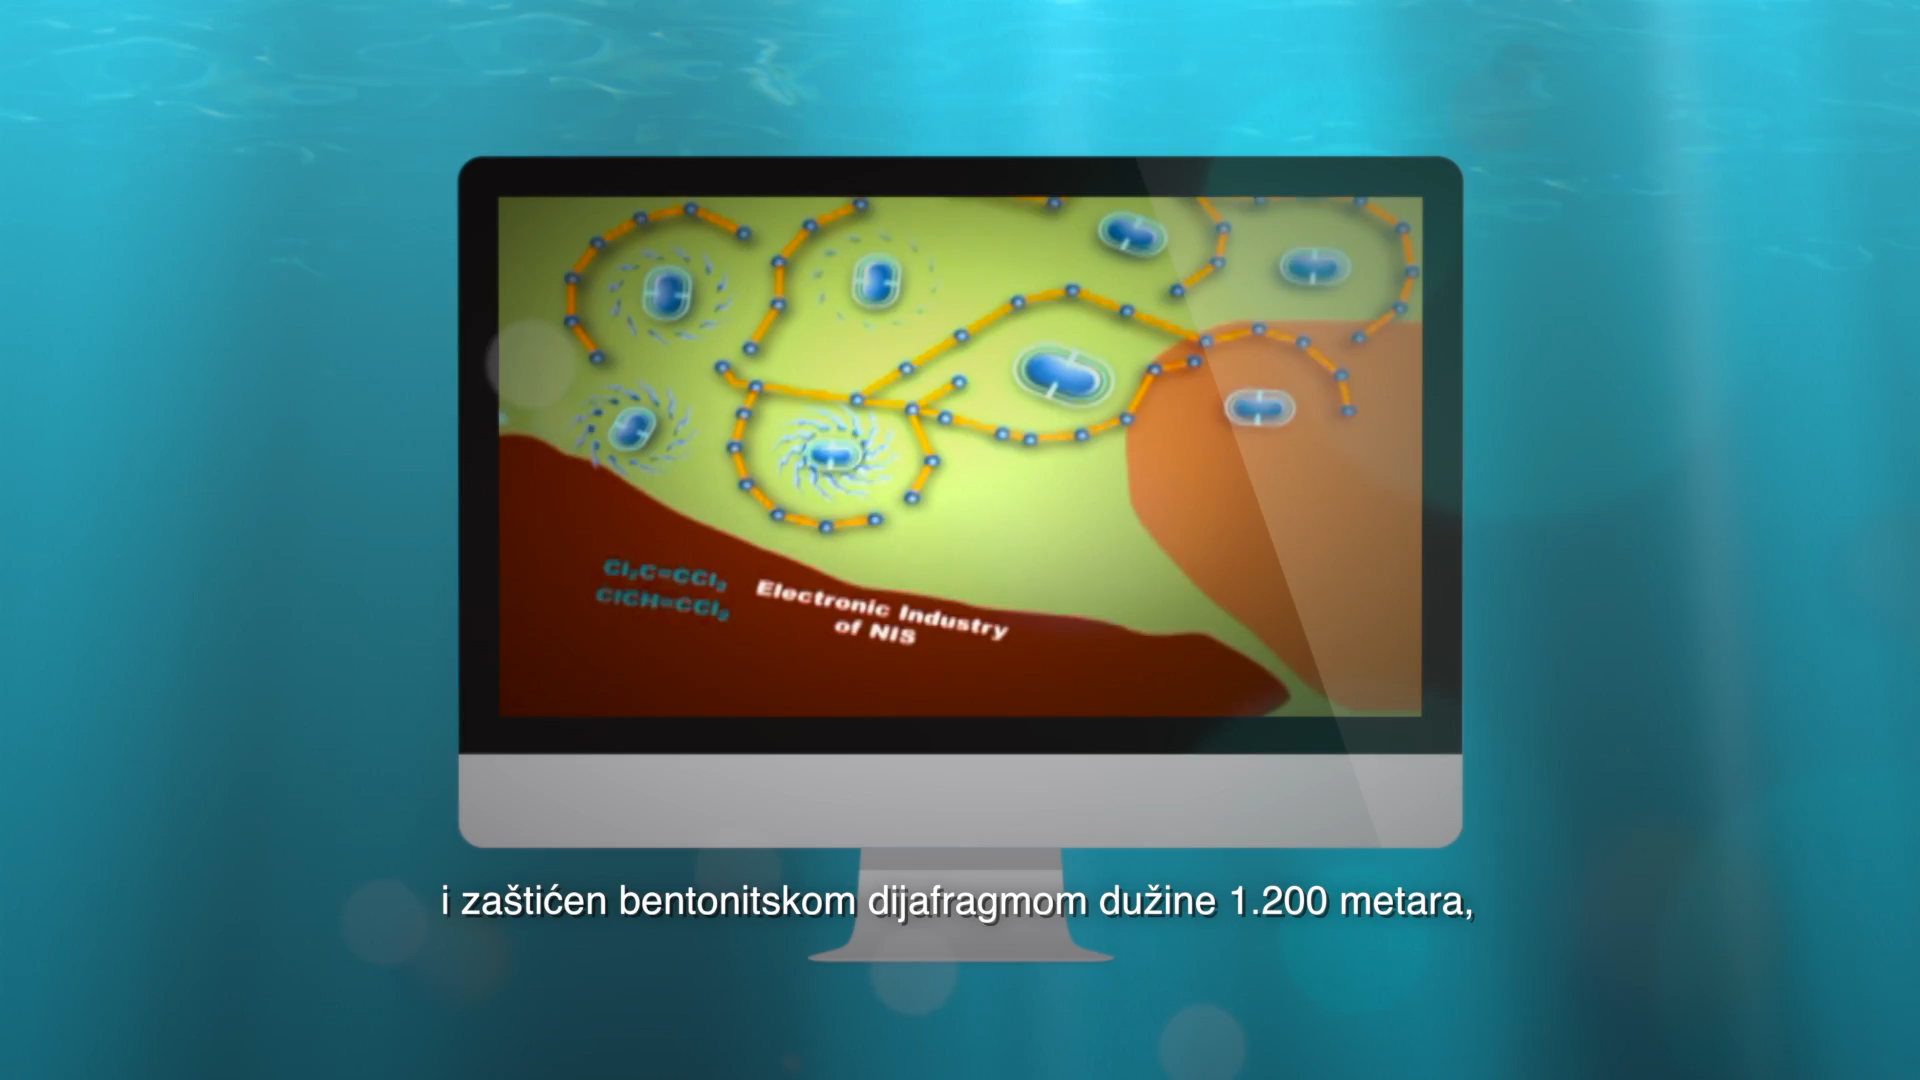 Cl₂C=CCl₂
ClCH=CCl₂
Electronic Industry
of NIS
i zaštićen bentonitskom dijafragmom dužine 1.200 metara,